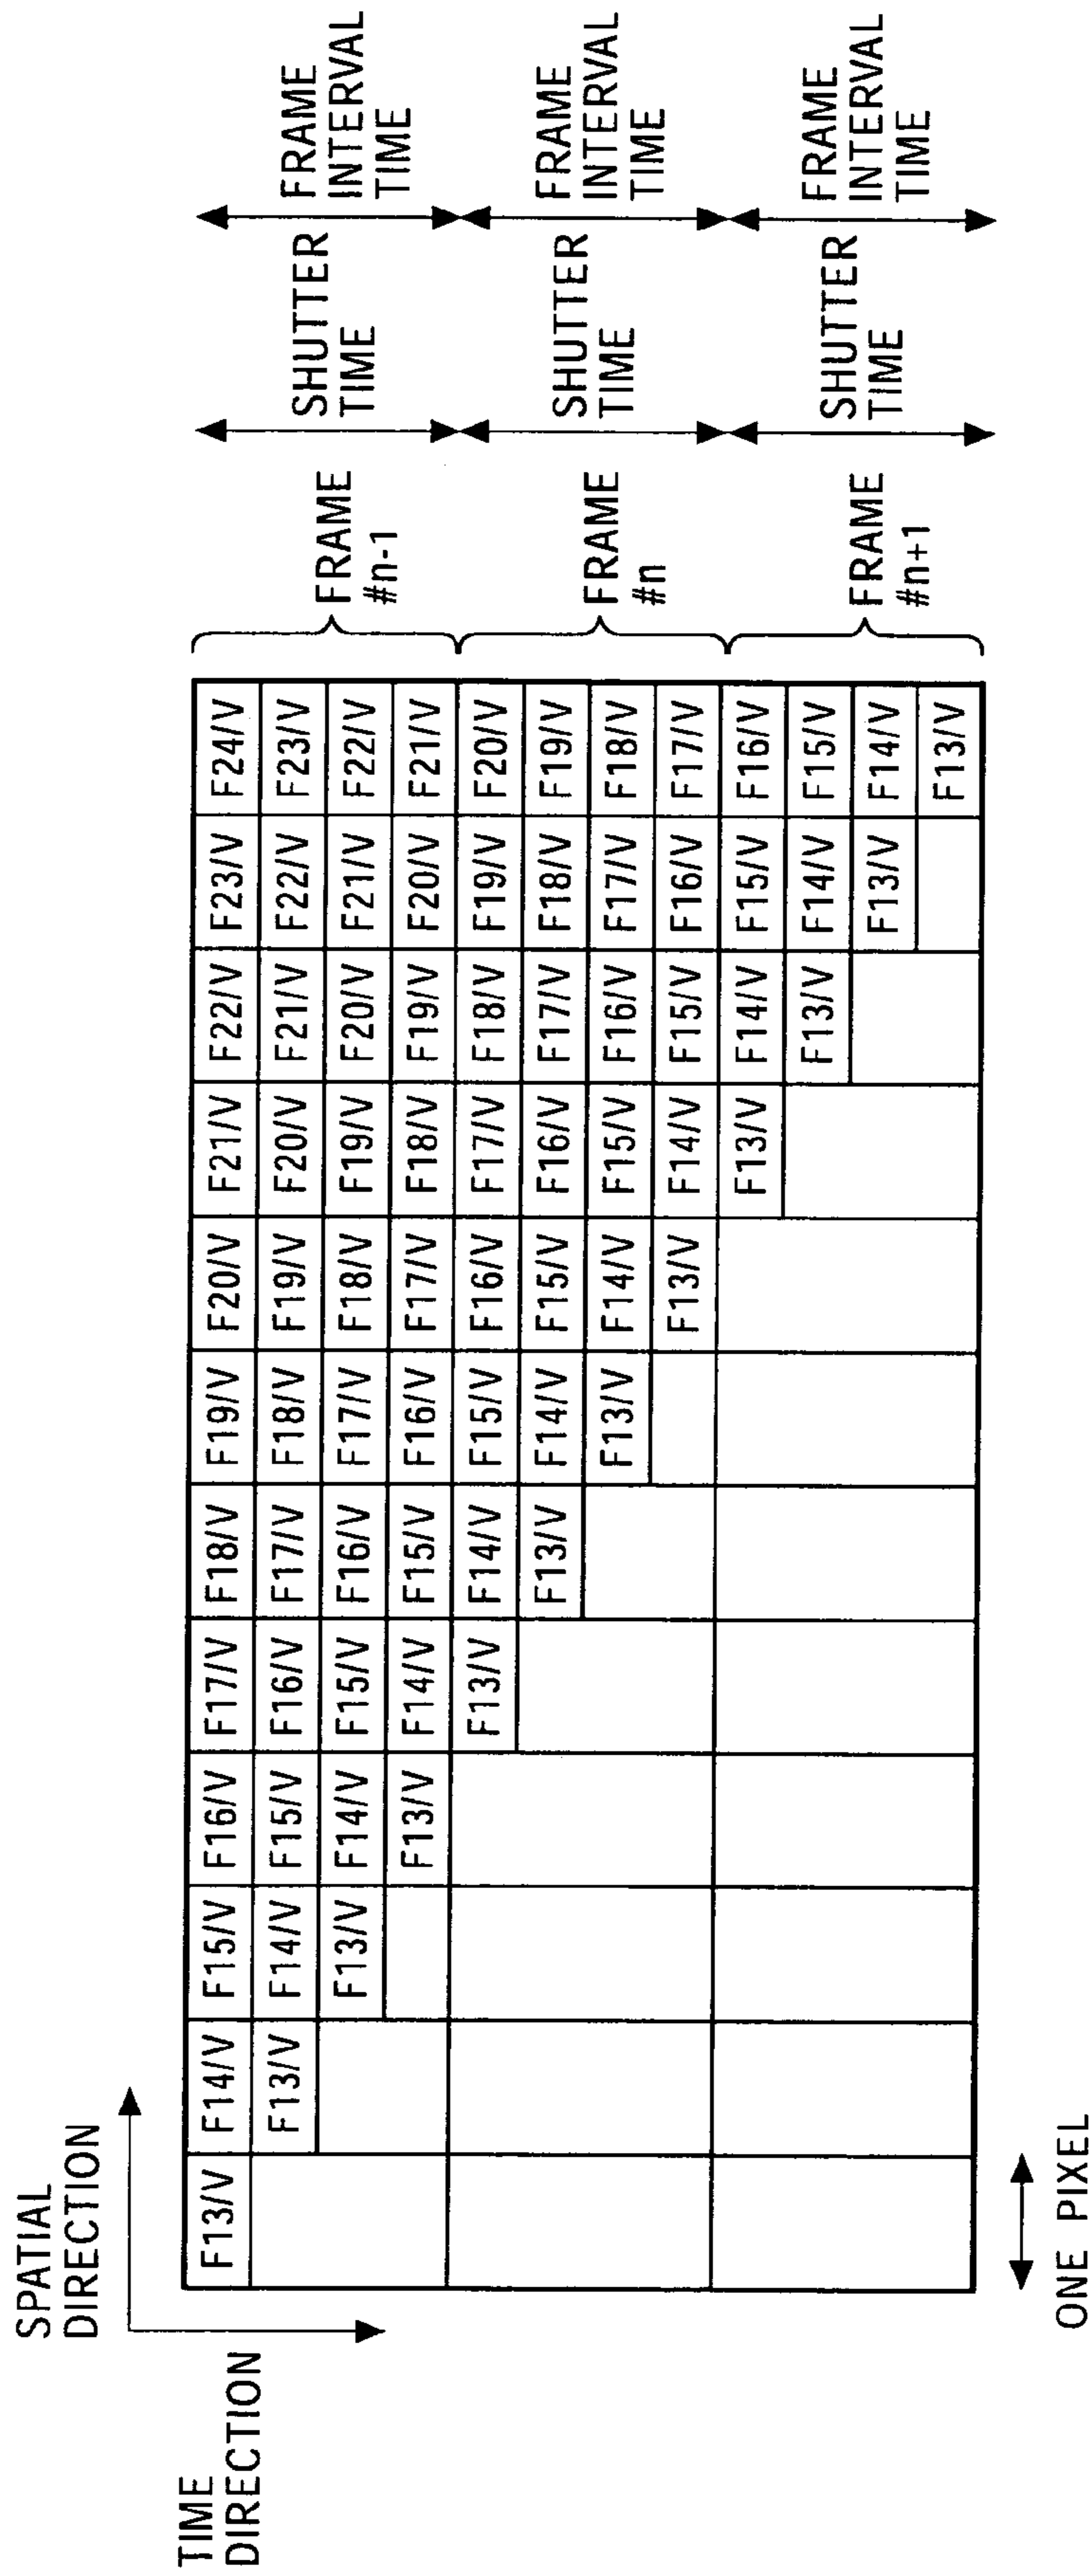 SPATIAL
DIRECTION
TIME
DIRECTION
F13/V F14/V F15/V F16/V F17/V F18/V F19/V F20/V F21/V F22/V F23/V F24/V
F13/V F14/V F15/V F16/V F17/V F18/V F19/V F20/V F21/V F22/V F23/V
F13/V F14/V F15/V F16/V F17/V F18/V F19/V F20/V F21/V F22/V
F13/V F14/V F15/V F16/V F17/V F18/V F19/V F20/V F21/V
F13/V F14/V F15/V F16/V F17/V F18/V F19/V F20/V
F13/V F14/V F15/V F16/V F17/V F18/V F19/V
F13/V F14/V F15/V F16/V F17/V F18/V
F13/V F14/V F15/V F16/V F17/V
F13/V F14/V F15/V F16/V
F13/V F14/V F15/V
F13/V F14/V
F13/V
FRAME
#n-1
SHUTTER
TIME
FRAME
INTERVAL
TIME
FRAME
#n
SHUTTER
TIME
FRAME
INTERVAL
TIME
FRAME
#n+1
SHUTTER
TIME
FRAME
INTERVAL
TIME
ONE PIXEL